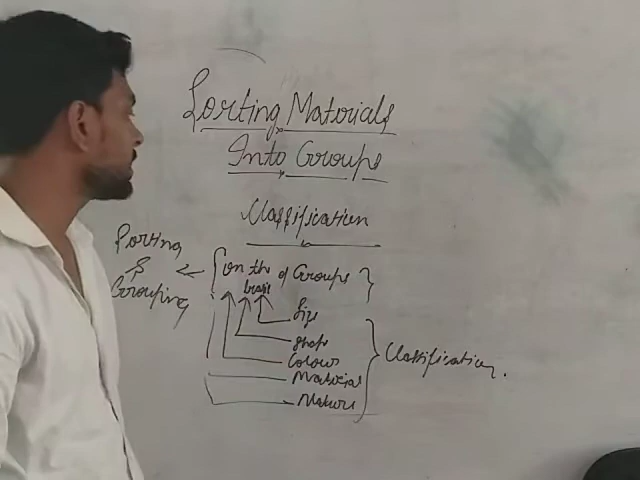 Sorting Materials
Into Groups
Classification
Sorting
&
Grouping
{on the basis of Groups}
Size
Shape
Colour
Material
Nature
Classification.